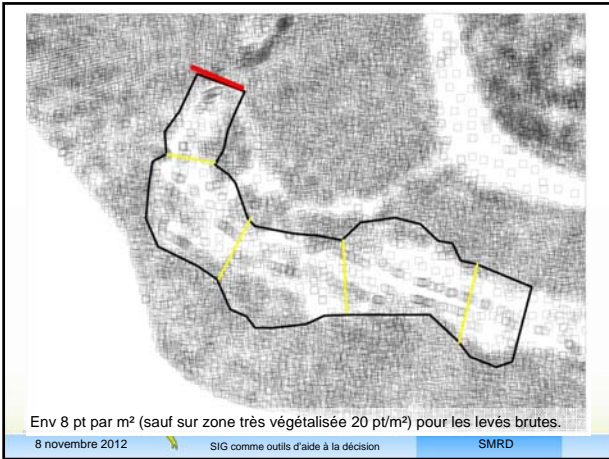 Env 8 pt par m² (sauf sur zone très végétalisée 20 pt/m²) pour les levés brutes.
8 novembre 2012 SIG comme outils d'aide à la décision SMRD